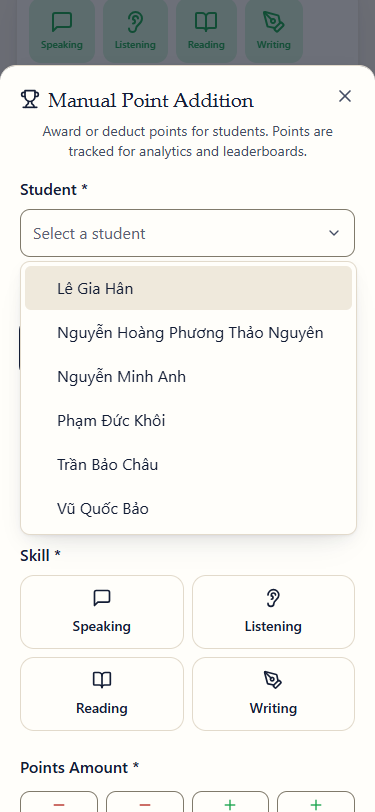 Speaking
Listening
Reading
Writing
Manual Point Addition
Award or deduct points for students. Points are
tracked for analytics and leaderboards.
Student *
Select a student
Lê Gia Hân
Nguyễn Hoàng Phương Thảo Nguyên
Nguyễn Minh Anh
Phạm Đức Khôi
Trần Bảo Châu
Vũ Quốc Bảo
Skill *
Speaking
Listening
Reading
Writing
Points Amount *